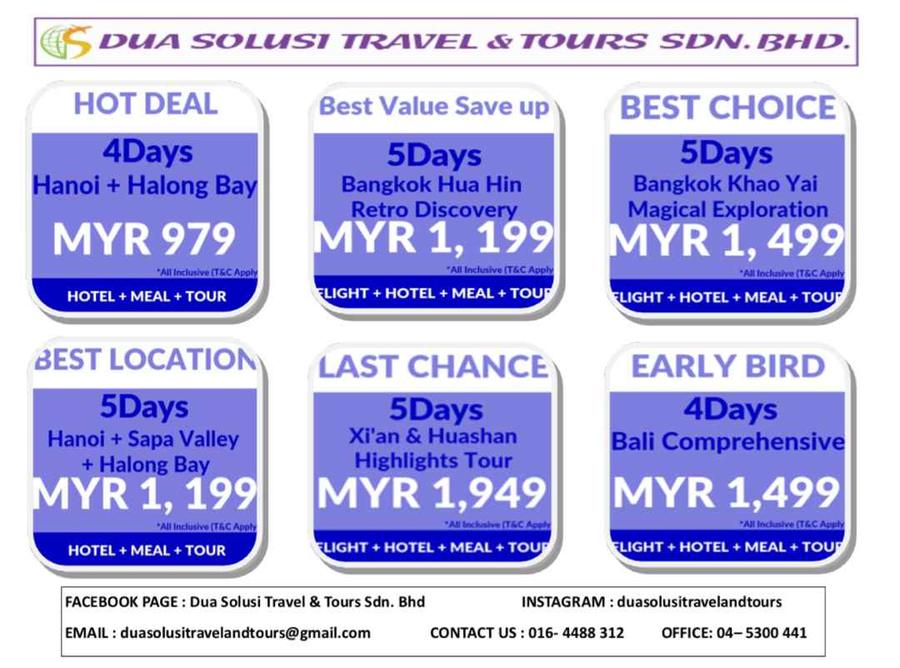 DUA SOLUSI TRAVEL & TOURS SDN. BHD.
HOT DEAL
4Days
Hanoi + Halong Bay
MYR 979
*All Inclusive (T&C Apply
HOTEL + MEAL + TOUR
Best Value Save up
5Days
Bangkok Hua Hin
Retro Discovery
MYR 1, 199
*All Inclusive (T&C Apply
FLIGHT + HOTEL + MEAL + TOUR
BEST CHOICE
5Days
Bangkok Khao Yai
Magical Exploration
MYR 1, 499
*All Inclusive (T&C Apply
FLIGHT + HOTEL + MEAL + TOUR
BEST LOCATION
5Days
Hanoi + Sapa Valley
+ Halong Bay
MYR 1, 199
*All Inclusive (T&C Apply
HOTEL + MEAL + TOUR
LAST CHANCE
5Days
Xi'an & Huashan
Highlights Tour
MYR 1,949
*All Inclusive (T&C Apply
FLIGHT + HOTEL + MEAL + TOUR
EARLY BIRD
4Days
Bali Comprehensive
MYR 1,499
*All Inclusive (T&C Apply
FLIGHT + HOTEL + MEAL + TOUR
FACEBOOK PAGE : Dua Solusi Travel & Tours Sdn. Bhd INSTAGRAM : duasolusitravelandtours
EMAIL : duasolusitravelandtours@gmail.com CONTACT US : 016- 4488 312 OFFICE: 04– 5300 441